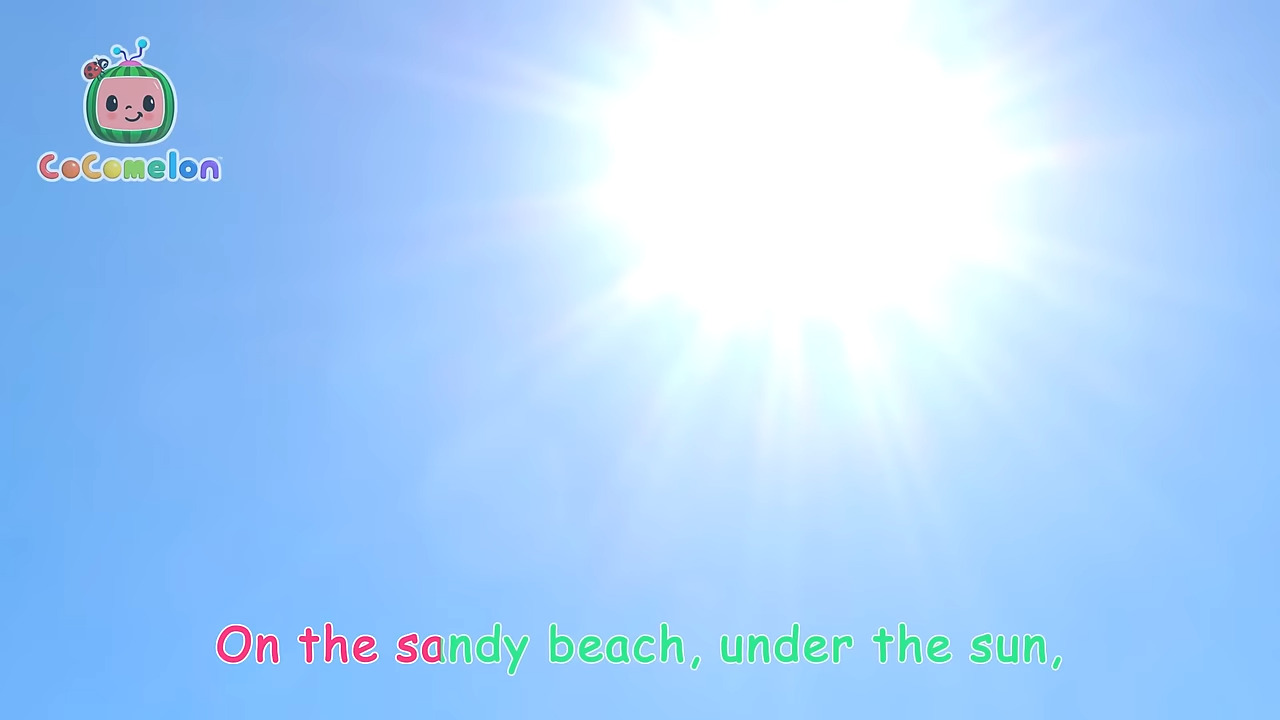 CoComelon
On the sandy beach, under the sun,